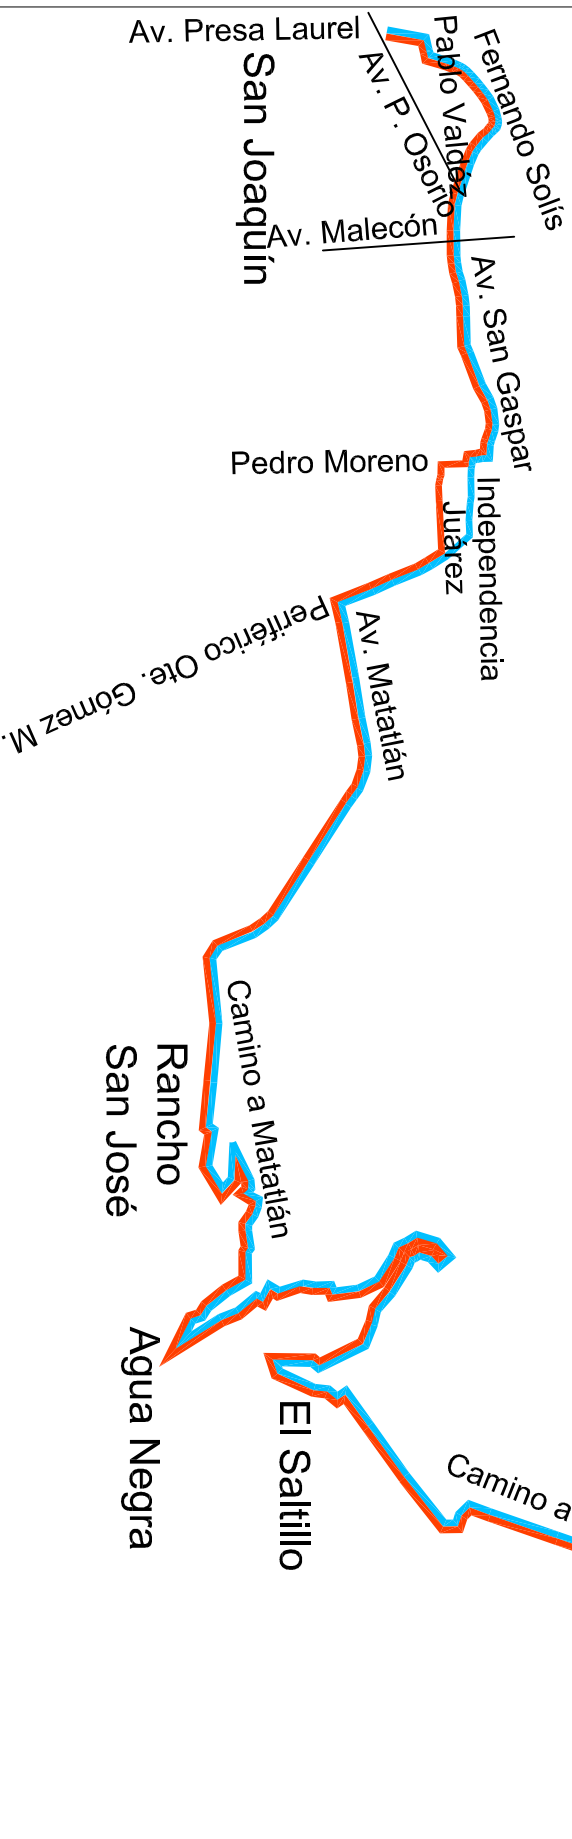 Av. Presa Laurel
Pablo Valdéz
Fernando Solís
Av. P. Osorio
San Joaquín
Av. Malecón
Av. San Gaspar
Pedro Moreno
Independencia
Juárez
Periférico Ote. Gómez M.
Av. Matatlán
Camino a Matatlán
Rancho
San José
Agua Negra
El Saltillo
Camino a